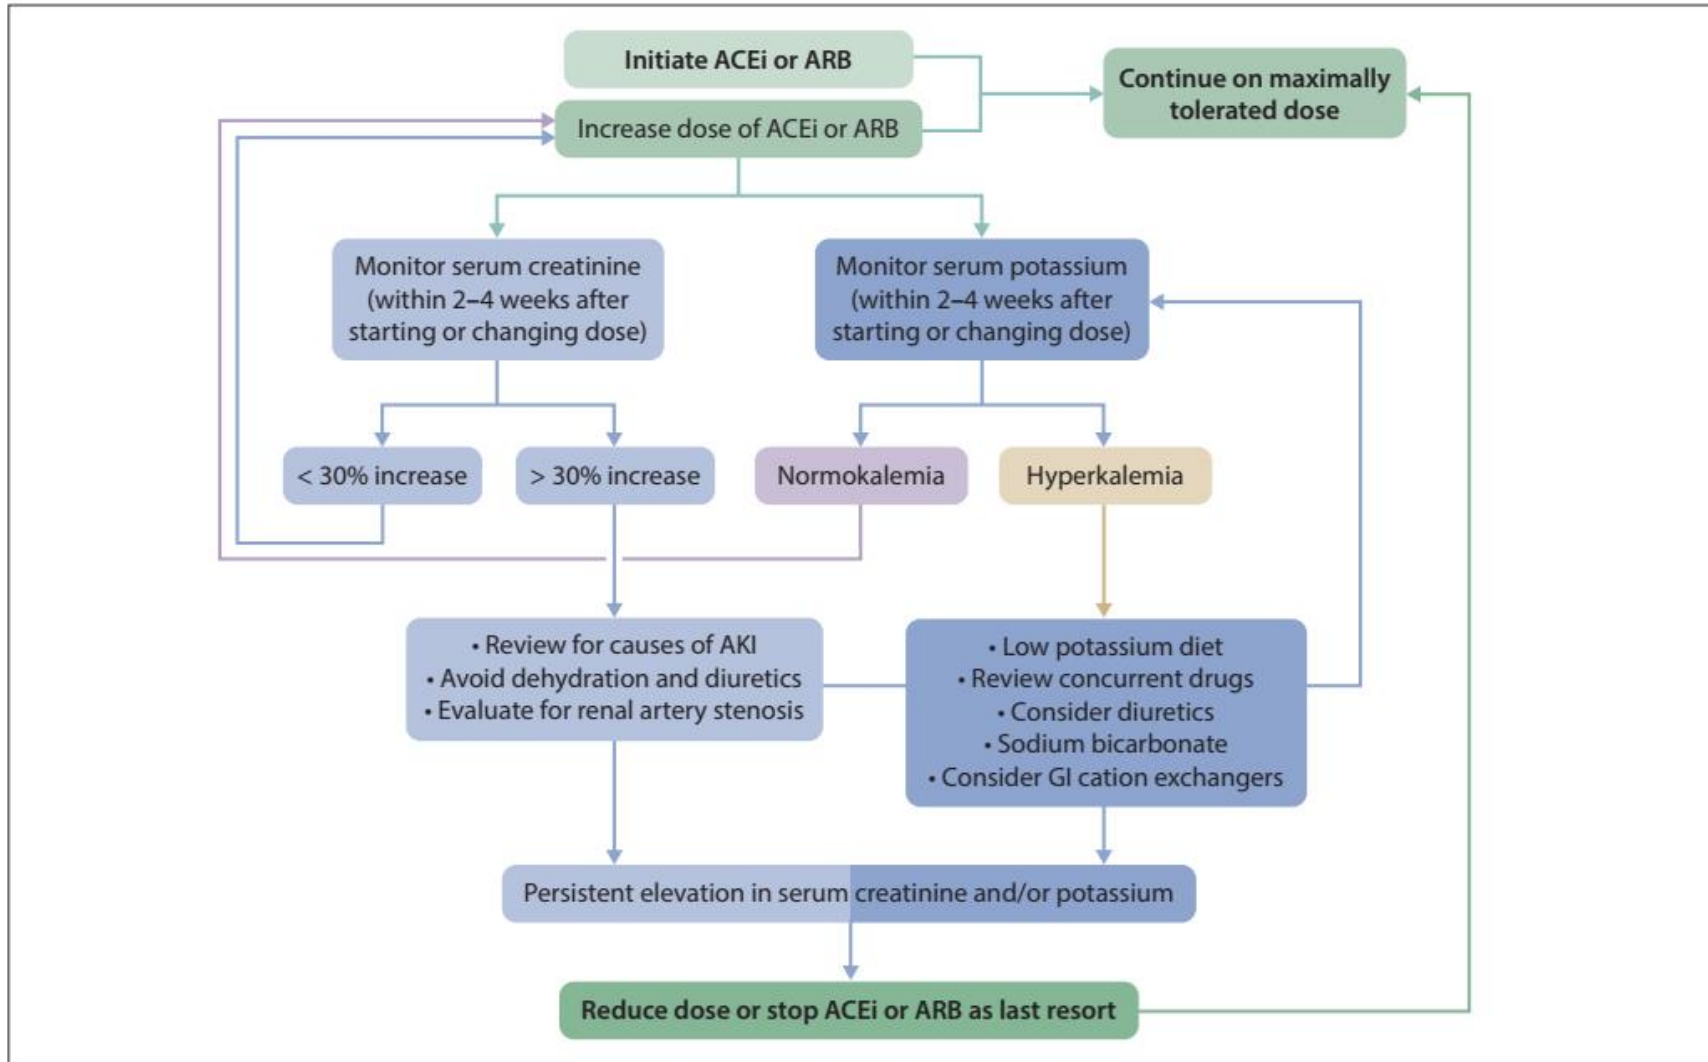 Initiate ACEi or ARB
Continue on maximally
tolerated dose
Increase dose of ACEi or ARB
Monitor serum creatinine
(within 2–4 weeks after
starting or changing dose)
Monitor serum potassium
(within 2–4 weeks after
starting or changing dose)
< 30% increase
> 30% increase
Normokalemia
Hyperkalemia
• Review for causes of AKI
• Avoid dehydration and diuretics
• Evaluate for renal artery stenosis
• Low potassium diet
• Review concurrent drugs
• Consider diuretics
• Sodium bicarbonate
• Consider GI cation exchangers
Persistent elevation in serum creatinine and/or potassium
Reduce dose or stop ACEi or ARB as last resort